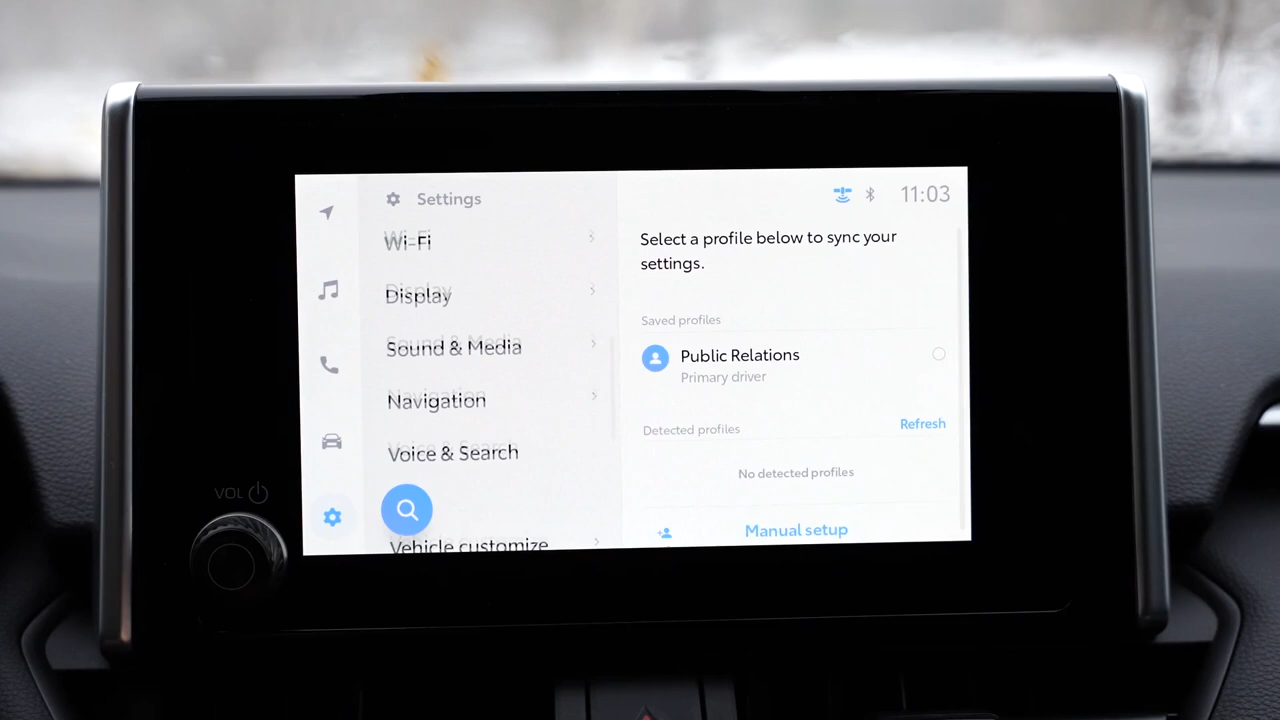 Settings
11:03
Wi-Fi
Display
Sound & Media
Navigation
Voice & Search
Vehicle customize
Select a profile below to sync your
settings.
Saved profiles
Public Relations
Primary driver
Detected profiles
Refresh
No detected profiles
Manual setup
VOL